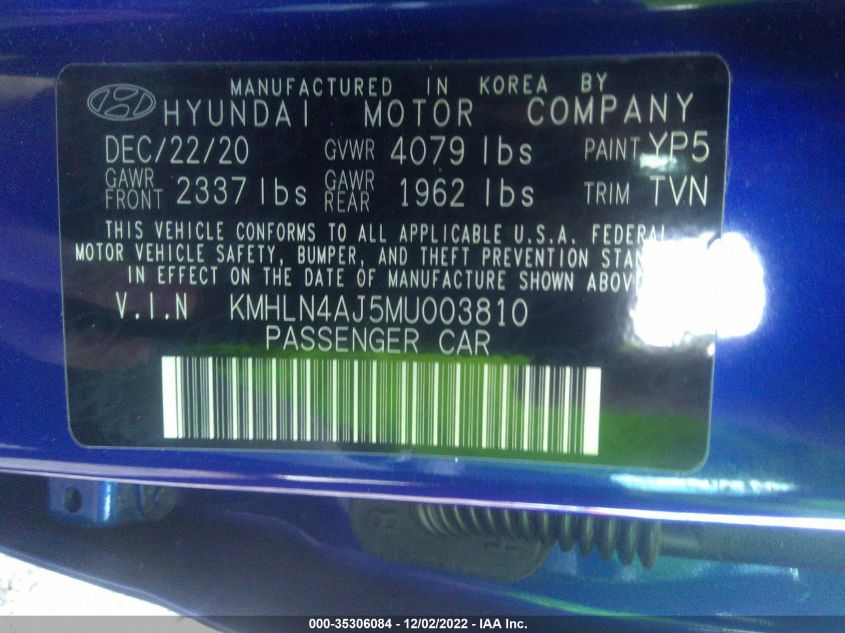 MANUFACTURED IN KOREA BY
HYUNDAI MOTOR COMPANY
DEC/22/20 GVWR 4079 lbs PAINT YP5
GAWR FRONT 2337 lbs GAWR REAR 1962 lbs TRIM TVN
THIS VEHICLE CONFORMS TO ALL APPLICABLE U.S.A. FEDERAL
MOTOR VEHICLE SAFETY, BUMPER, AND THEFT PREVENTION
IN EFFECT ON THE DATE OF MANUFACTURE SHOWN
V.I.N KMHLN4AJ5MU003810
PASSENGER CAR
000-35306084 - 12/02/2022 - IAA Inc.